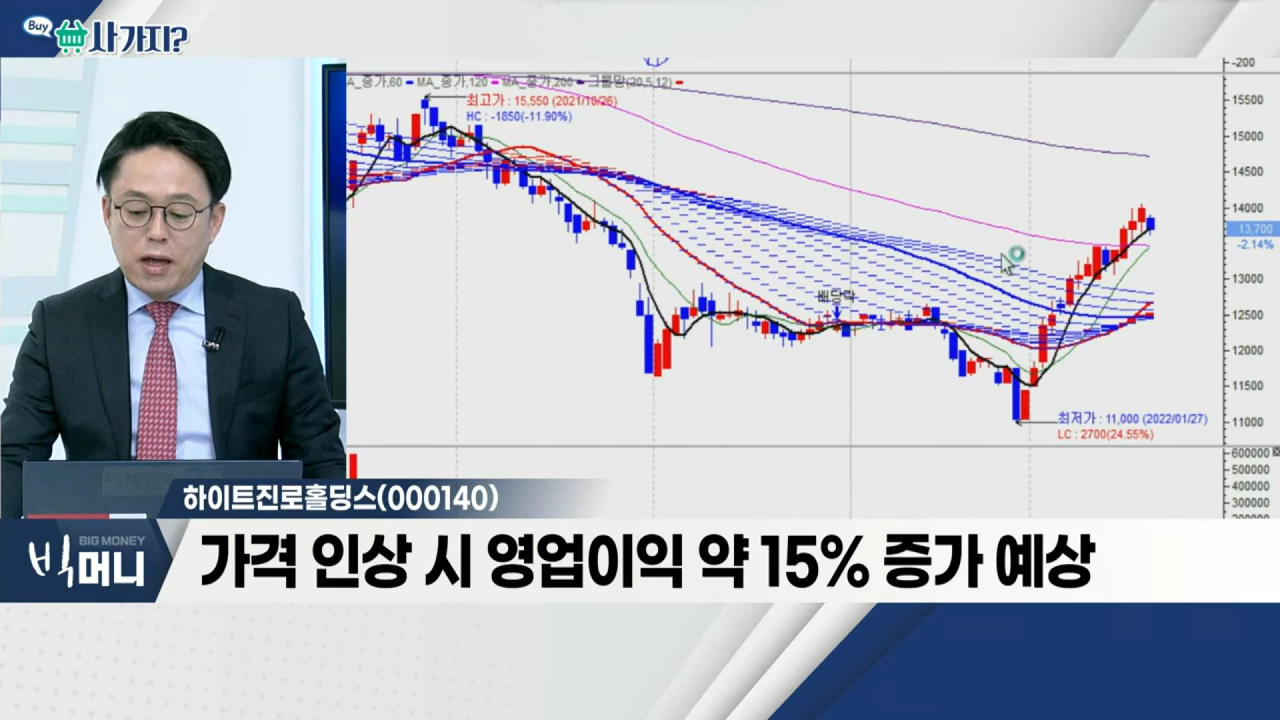 Buy
사가지?
A_종가,60 MA_종가,120 MA_종가,200 그물망(20,5,12)
최고가 : 15,550 (2021/10/26)
HC : -1850(-11.90%)
-200
15500
15000
14500
14000
13,700
-2.14%
13000
12500
12000
11500
11000
배당락
최저가 : 11,000 (2022/01/27)
LC : 2700(24.55%)
600000
500000
400000
300000
200000
하이트진로홀딩스(000140)
BIG MONEY
빅머니
가격 인상 시 영업이익 약 15% 증가 예상